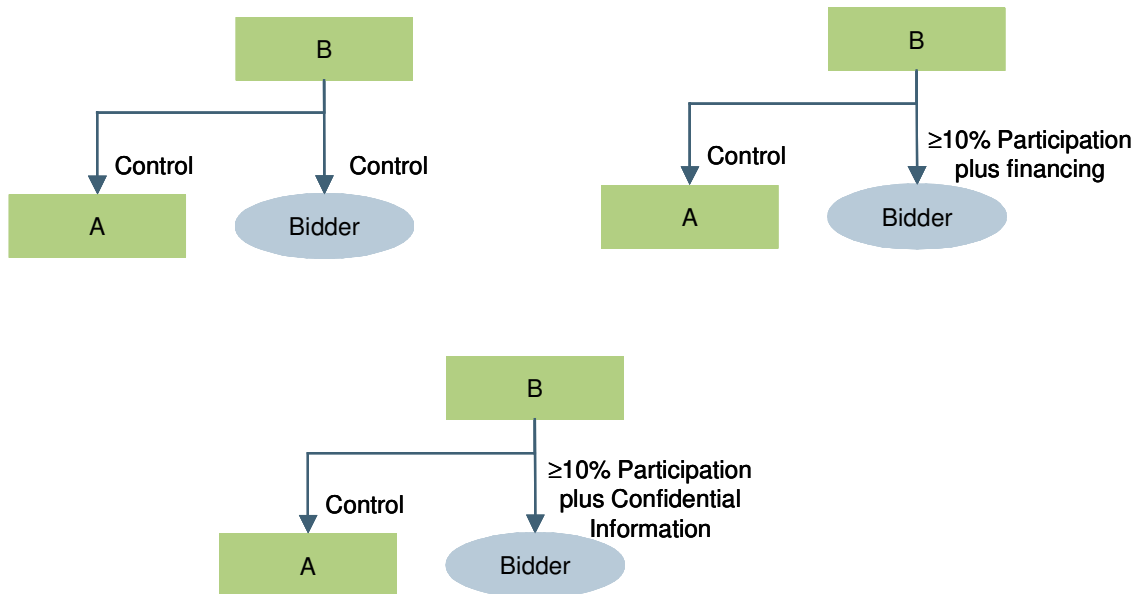 B
Control
Control
A
Bidder
B
Control
≥10% Participation
plus financing
A
Bidder
B
Control
≥10% Participation
plus Confidential
Information
A
Bidder